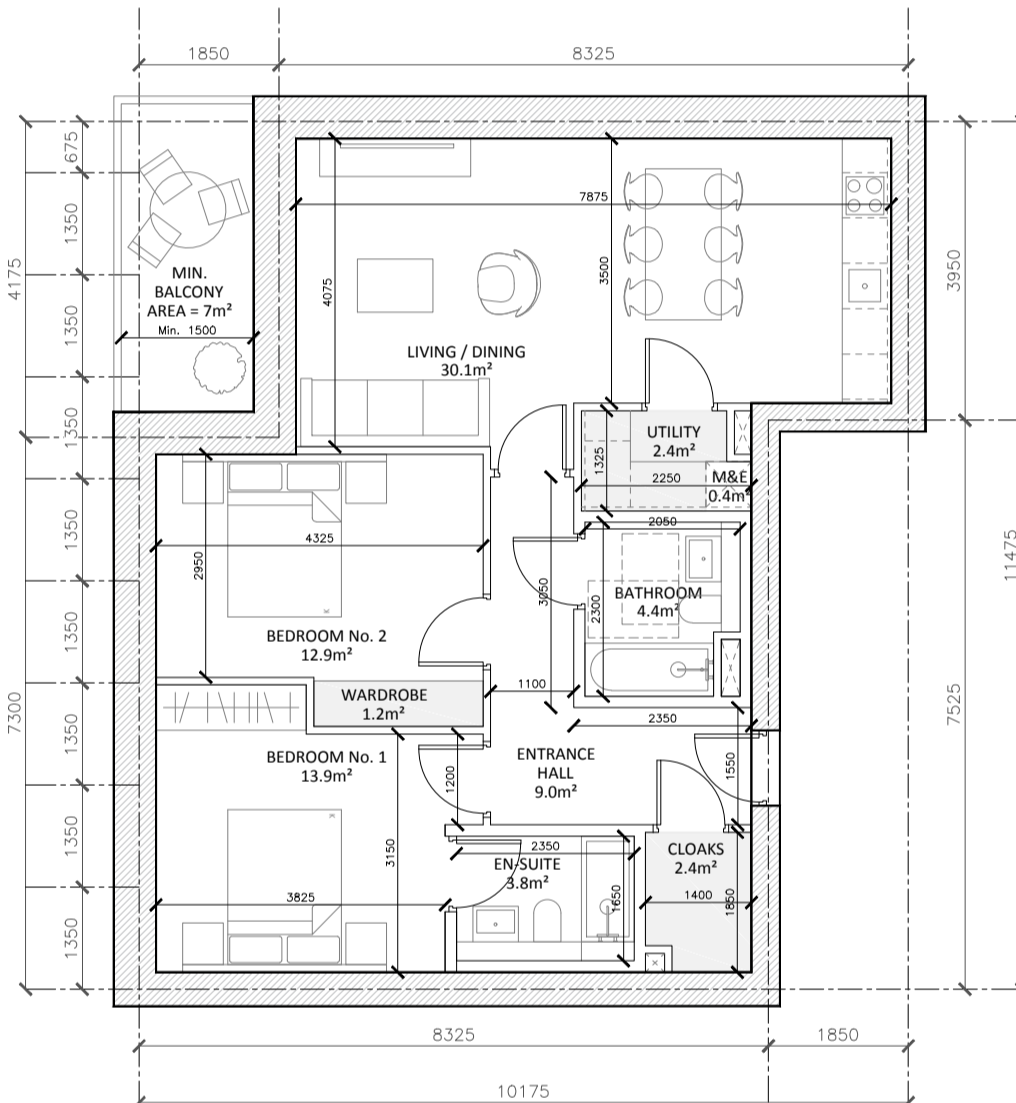 1850
8325
675
1350
1350
1350
1350
1350
1350
1350
1350
4175
7300
3950
7525
11475
7875
4075
3500
MIN.
BALCONY
AREA = 7m²
Min. 1500
LIVING / DINING
30.1m²
UTILITY
2.4m²
1325
2250
M&E
0.4m²
2050
4325
2950
3050
2300
BATHROOM
4.4m²
BEDROOM No. 2
12.9m²
WARDROBE
1.2m²
1100
2350
BEDROOM No. 1
13.9m²
ENTRANCE
HALL
9.0m²
1200
1550
3150
2350
EN-SUITE
3.8m²
1650
CLOAKS
2.4m²
1400
1850
3825
8325
1850
10175